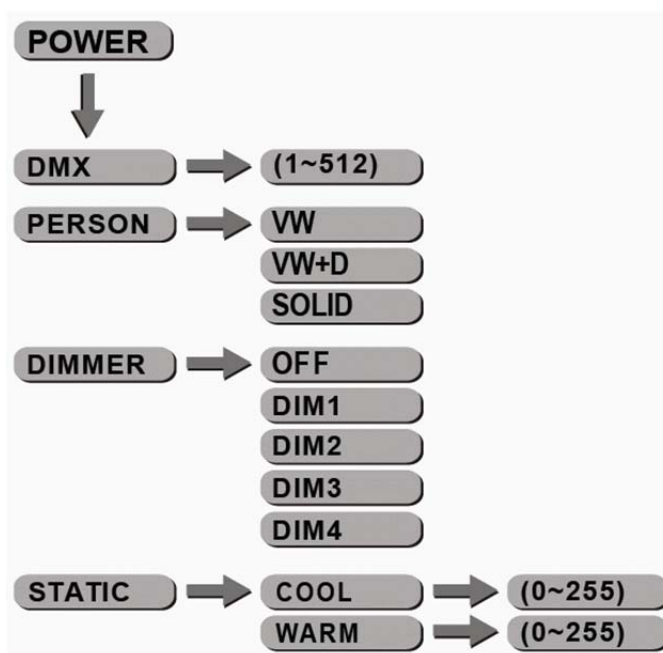 POWER
DMX (1~512)
PERSON VW
VW+D
SOLID
DIMMER OFF
DIM1
DIM2
DIM3
DIM4
STATIC COOL (0~255)
WARM (0~255)